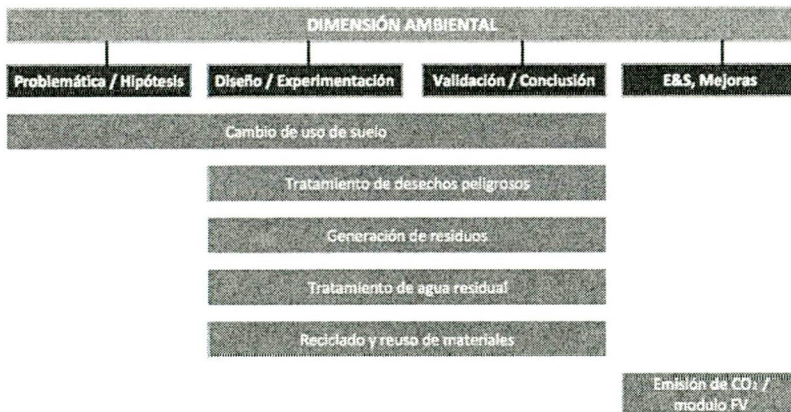 DIMENSIÓN AMBIENTAL
Problemática / Hipótesis
Diseño / Experimentación
Validación / Conclusión
E&S, Mejoras
Cambio de uso de suelo
Tratamiento de desechos peligrosos
Generación de residuos
Tratamiento de agua residual
Reciclado y reuso de materiales
Emisión de CO₂ /
modulo FV